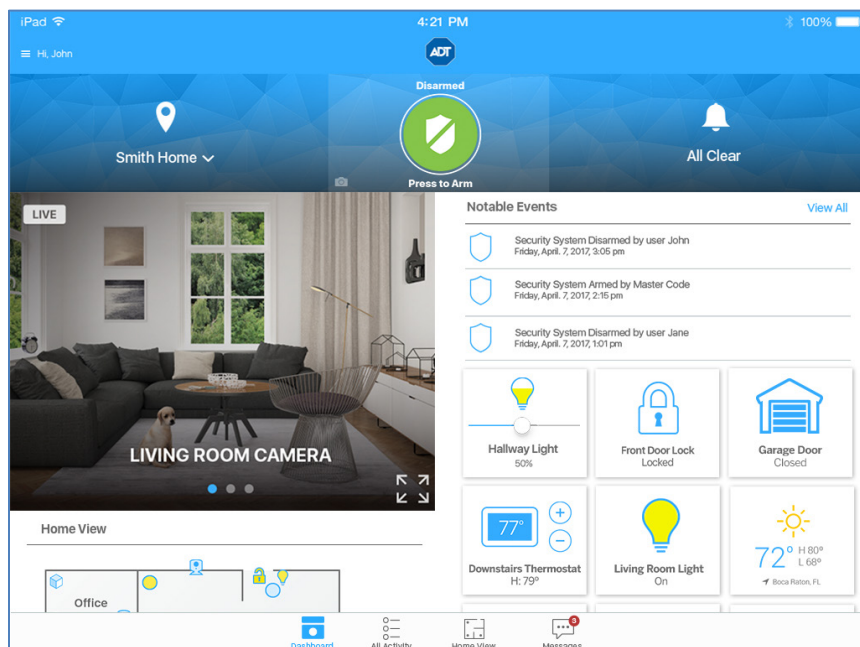 iPad
4:21 PM
100%
Hi, John
ADT
Disarmed
Smith Home
Press to Arm
All Clear
LIVE
LIVING ROOM CAMERA
Notable Events
View All
Security System Disarmed by user John
Friday, April. 7, 2017, 3:05 pm
Security System Armed by Master Code
Friday, April. 7, 2017, 2:15 pm
Security System Disarmed by user Jane
Friday, April. 7, 2017, 1:01 pm
Hallway Light
50%
Front Door Lock
Locked
Garage Door
Closed
77°
Downstairs Thermostat
H: 79°
Living Room Light
On
72°
H 80°
L 68°
Boca Raton, FL
Home View
Office
Dashboard
All Activity
Home View
3
Messages